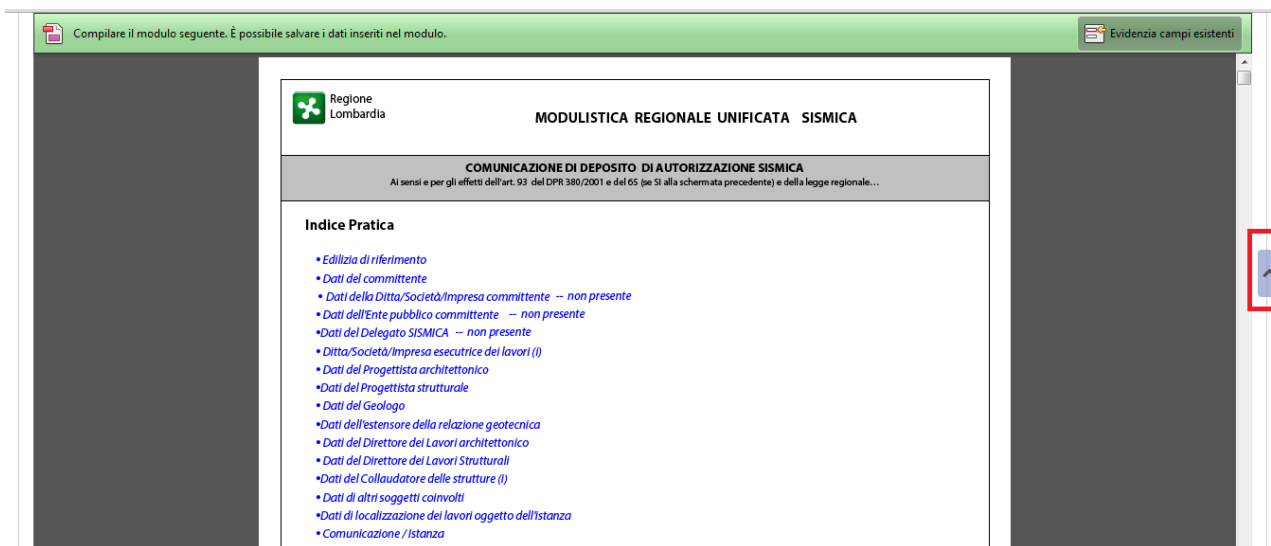 Compilare il modulo seguente. È possibile salvare i dati inseriti nel modulo.
Evidenzia campi esistenti
Regione
Lombardia
MODULISTICA REGIONALE UNIFICATA SISMICA
COMUNICAZIONE DI DEPOSITO DI AUTORIZZAZIONE SISMICA
Ai sensi e per gli effetti dell'art. 93 del DPR 380/2001 e del 65 (se SI alla schermata precedente) e della legge regionale...
Indice Pratica
• Edilizia di riferimento
• Dati del committente
• Dati della Ditta/Società/Impresa committente -- non presente
• Dati dell'Ente pubblico committente -- non presente
•Dati del Delegato SISMICA -- non presente
• Ditta/Società/Impresa esecutrice dei lavori (i)
• Dati del Progettista architettonico
•Dati del Progettista strutturale
• Dati del Geologo
•Dati dell'estensore della relazione geotecnica
• Dati del Direttore dei Lavori architettonico
• Dati del Direttore dei Lavori Strutturali
•Dati del Collaudatore delle strutture (i)
• Dati di altri soggetti coinvolti
•Dati di localizzazione dei lavori oggetto dell'istanza
• Comunicazione / Istanza